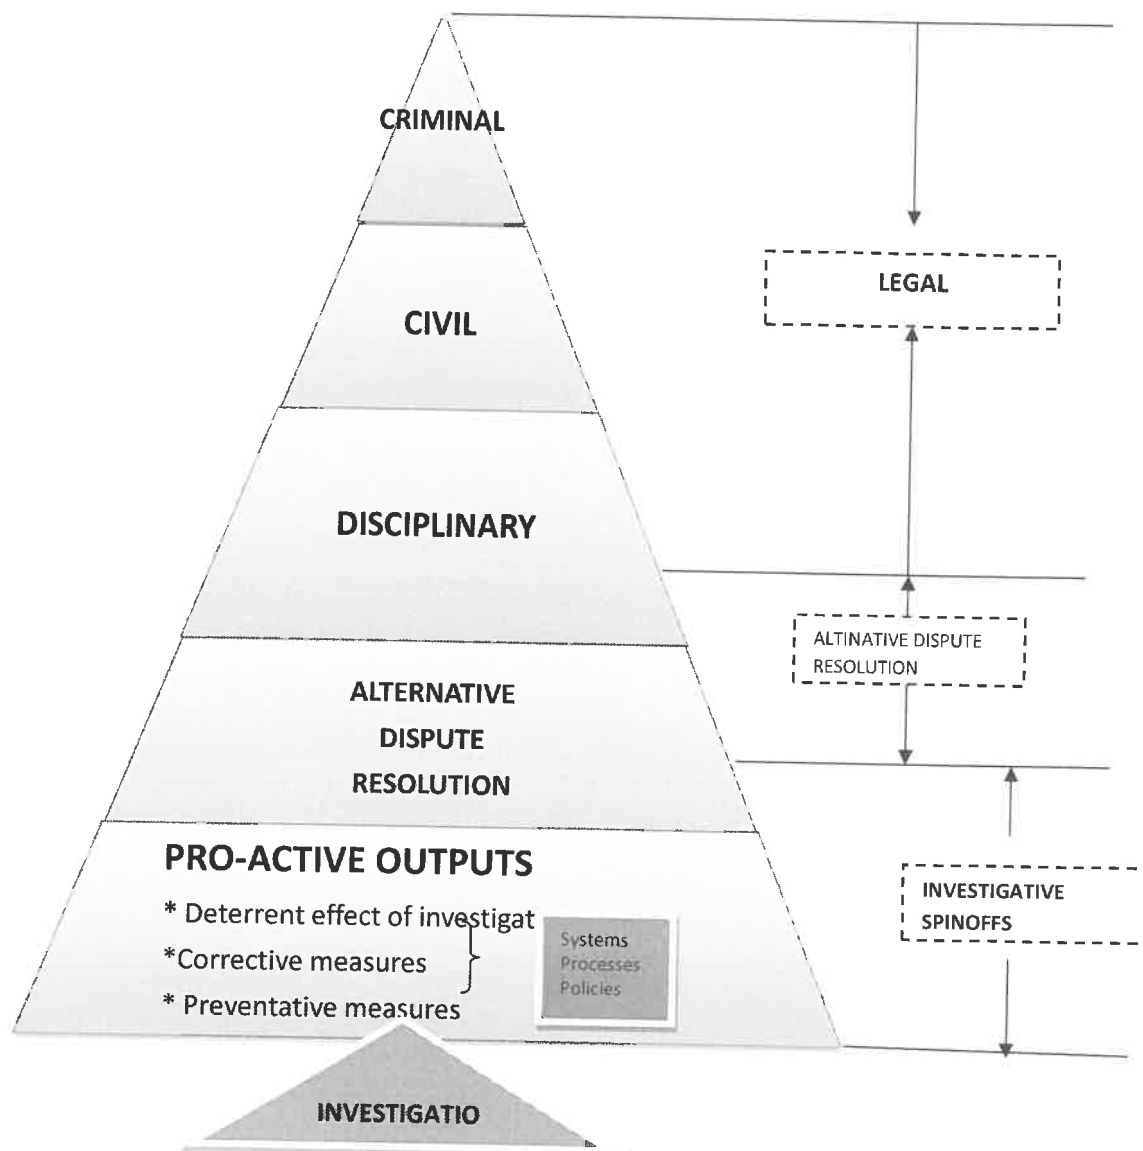 CRIMINAL
LEGAL
CIVIL
DISCIPLINARY
ALTINATIVE DISPUTE
RESOLUTION
ALTERNATIVE
DISPUTE
RESOLUTION
PRO-ACTIVE OUTPUTS
* Deterrent effect of investigat
*Corrective measures
* Preventative measures
Systems
Processes
Policies
INVESTIGATIVE
SPINOFFS
INVESTIGATIO